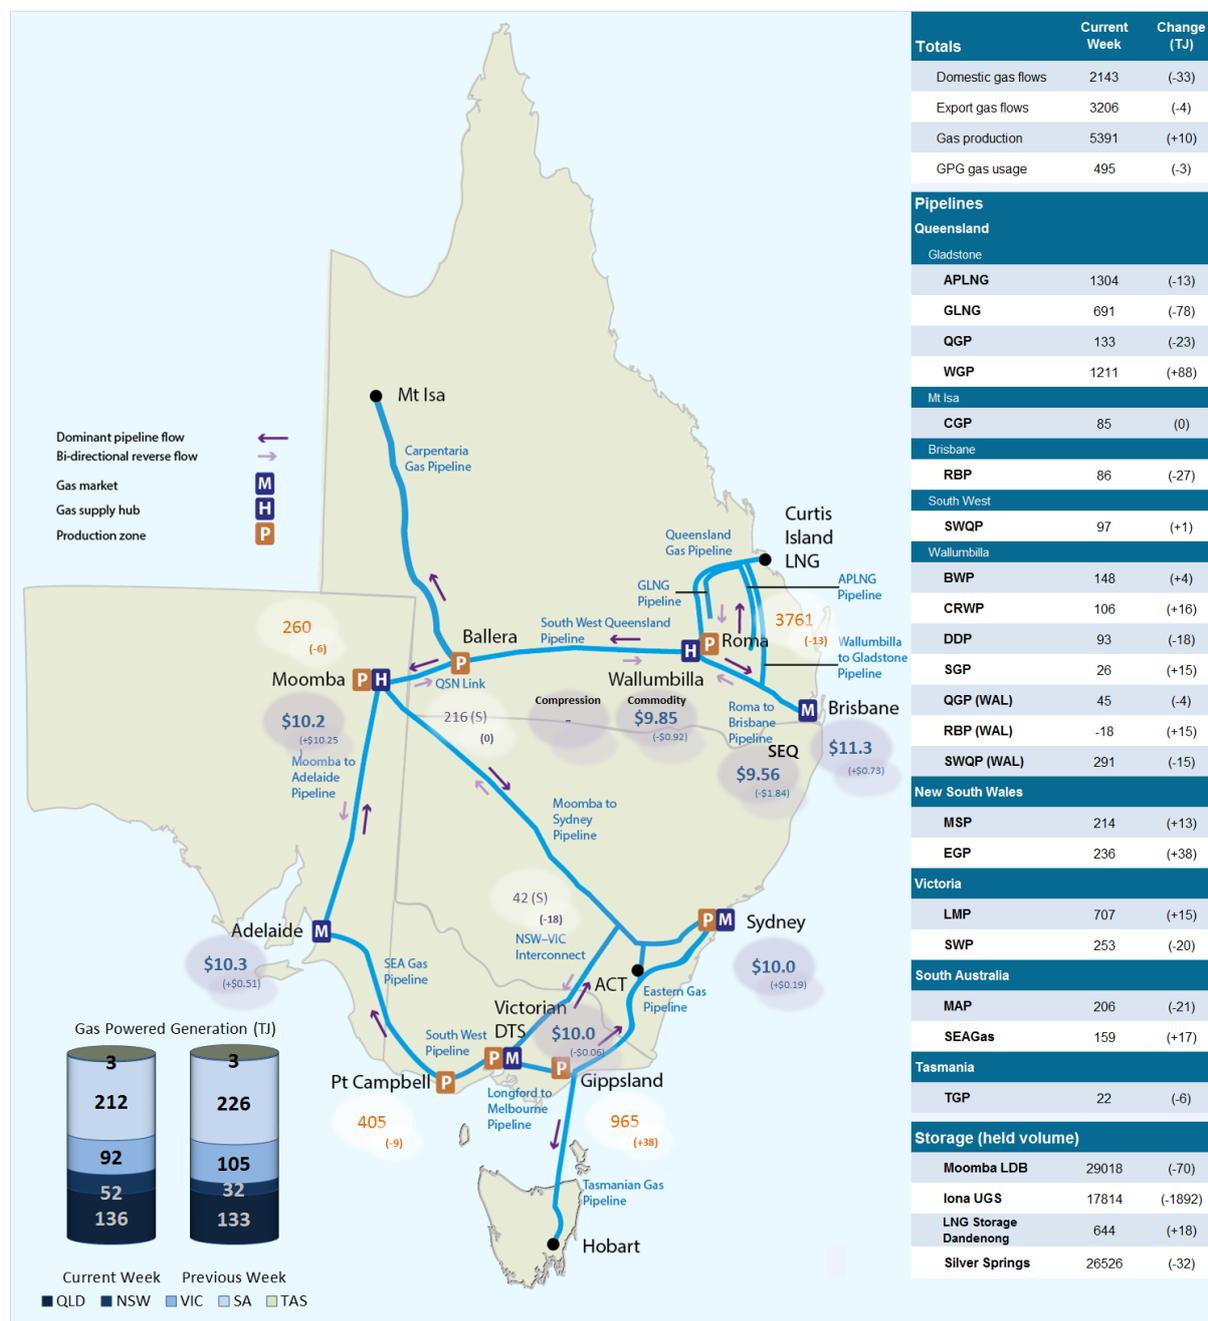 Totals Current Week Change (TJ)
Domestic gas flows 2143 (-33)
Export gas flows 3206 (-4)
Gas production 5391 (+10)
GPG gas usage 495 (-3)
Pipelines
Queensland
Gladstone
APLNG 1304 (-13)
GLNG 691 (-78)
QGP 133 (-23)
WGP 1211 (+88)
Mt Isa
CGP 85 (0)
Brisbane
RBP 86 (-27)
South West
SWQP 97 (+1)
Wallumbilla
BWP 148 (+4)
CRWP 106 (+16)
DDP 93 (-18)
SGP 26 (+15)
QGP (WAL) 45 (-4)
RBP (WAL) -18 (+15)
SWQP (WAL) 291 (-15)
New South Wales
MSP 214 (+13)
EGP 236 (+38)
Victoria
LMP 707 (+15)
SWP 253 (-20)
South Australia
MAP 206 (-21)
SEAGas 159 (+17)
Tasmania
TGP 22 (-6)
Storage (held volume)
Moomba LDB 29018 (-70)
Iona UGS 17814 (-1892)
LNG Storage
Dandenong 644 (+18)
Silver Springs 26526 (-32)
Dominant pipeline flow
Bi-directional reverse flow
Gas market M
Gas supply hub H
Production zone P
Mt Isa
Carpentaria
Gas Pipeline
Curtis
Island
LNG
Queensland
Gas Pipeline
GLNG
Pipeline
APLNG
Pipeline
3761
(-13)
Wallumbilla
to Gladstone
Pipeline
P Roma
H
Wallumbilla
South West Queensland
Pipeline
Ballera
P
QSN Link
260
(-6)
Moomba P H
$10.2
(+$10.25
)
Moomba to
Adelaide
Pipeline
216 (S)
(0)
Compression
-
Commodity
$9.85
(-$0.92)
Roma to
Brisbane
Pipeline
M Brisbane
$11.3
(+$0.73)
SEQ
$9.56
(-$1.84)
Moomba to
Sydney
Pipeline
42 (S)
(-18)
NSW–VIC
Interconnect
P M Sydney
$10.0
(+$0.19)
ACT
Eastern Gas
Pipeline
Adelaide M
$10.3
(+$0.51)
SEA Gas
Pipeline
Victorian
DTS
$10.0
(-$0.06)
South West
Pipeline
P M
P
Gippsland
Pt Campbell P
405
(-9)
Longford to
Melbourne
Pipeline
965
(+38)
Tasmanian Gas
Pipeline
Hobart
Gas Powered Generation (TJ)
3 3
212 226
92 105
52 32
136 133
Current Week Previous Week
QLD NSW VIC SA TAS